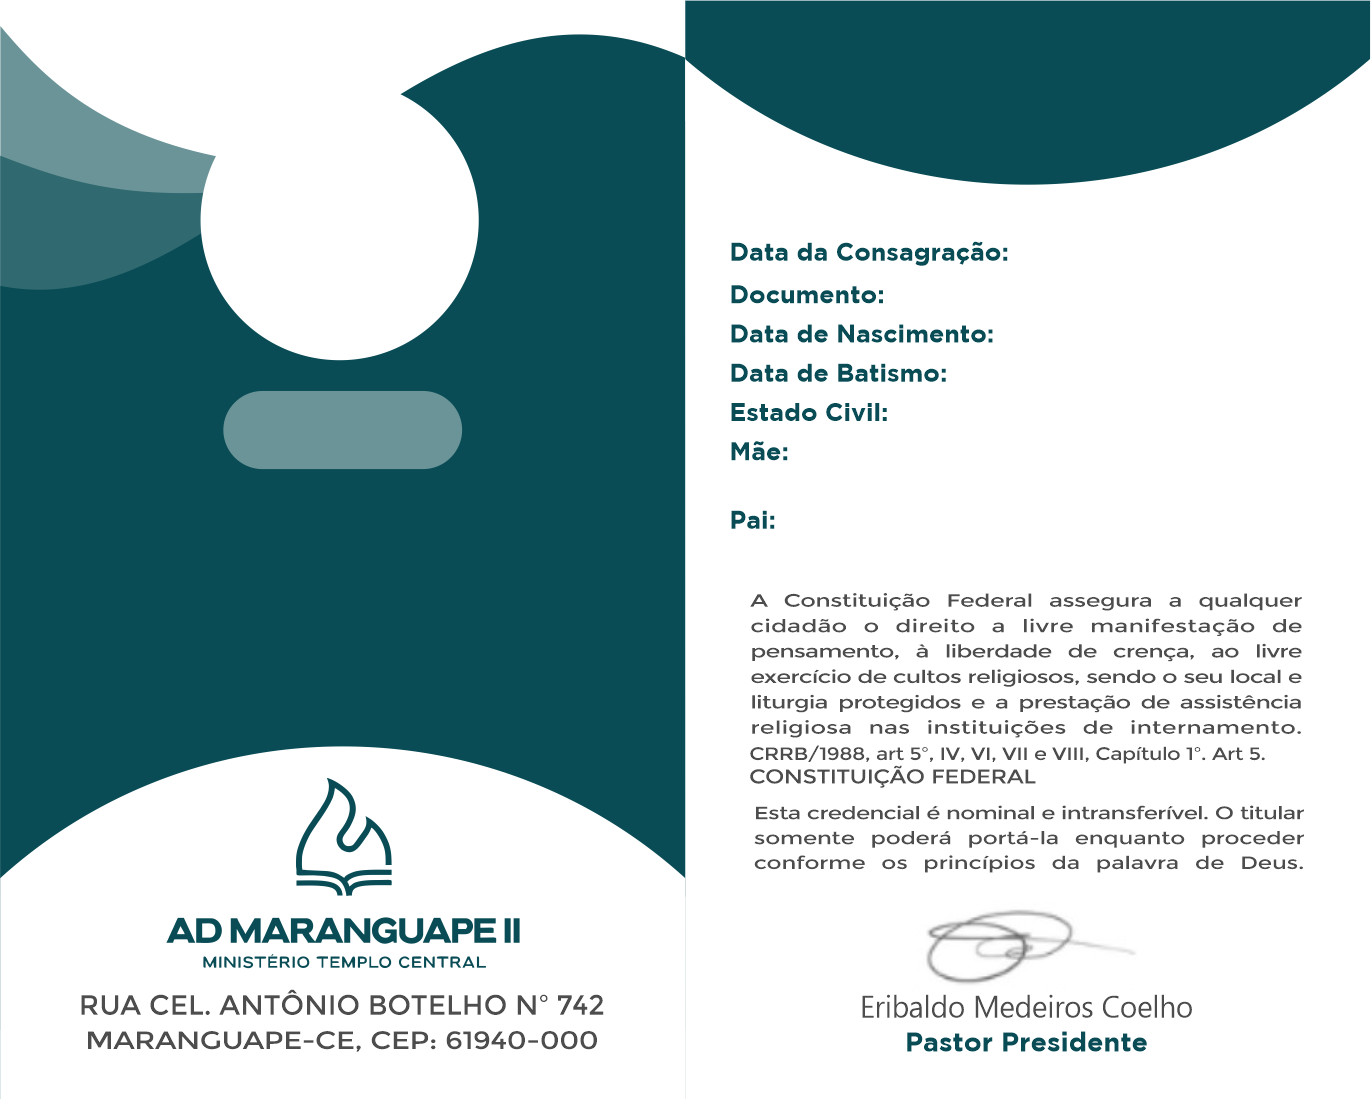 AD MARANGUAPE II
MINISTÉRIO TEMPLO CENTRAL
RUA CEL. ANTÔNIO BOTELHO N° 742
MARANGUAPE-CE, CEP: 61940-000
Data da Consagração:
Documento:
Data de Nascimento:
Data de Batismo:
Estado Civil:
Mãe:
Pai:
A Constituição Federal assegura a qualquer
cidadão o direito a livre manifestação de
pensamento, à liberdade de crença, ao livre
exercício de cultos religiosos, sendo o seu local e
liturgia protegidos e a prestação de assistência
religiosa nas instituições de internamento.
CRRB/1988, art 5°, IV, VI, VII e VIII, Capítulo 1°. Art 5.
CONSTITUIÇÃO FEDERAL
Esta credencial é nominal e intransferível. O titular
somente poderá portá-la enquanto proceder
conforme os princípios da palavra de Deus.
Eribaldo Medeiros Coelho
Pastor Presidente